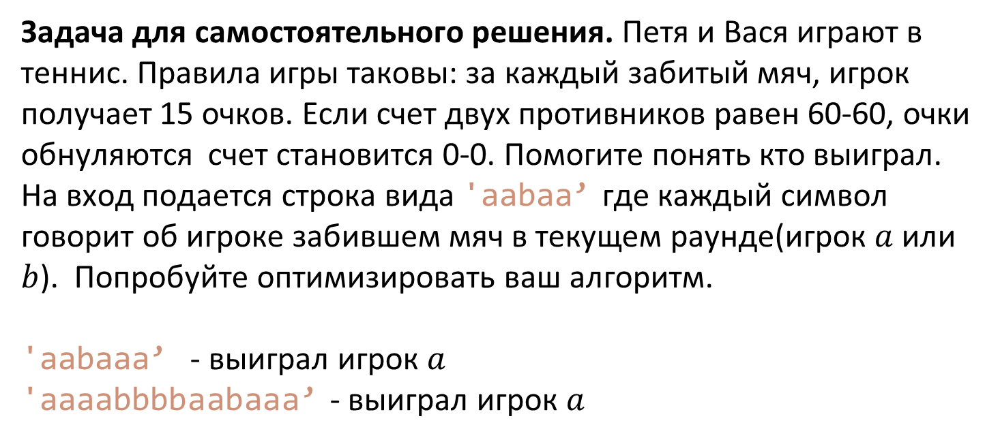 Задача для самостоятельного решения. Петя и Вася играют в
теннис. Правила игры таковы: за каждый забитый мяч, игрок
получает 15 очков. Если счет двух противников равен 60-60, очки
обнуляются  счет становится 0-0. Помогите понять кто выиграл.
На вход подается строка вида 'aabaa’ где каждый символ
говорит об игроке забившем мяч в текущем раунде(игрок a или
b).  Попробуйте оптимизировать ваш алгоритм.
'aabaaa’  - выиграл игрок a
'aaaabbbbaabaaa’ - выиграл игрок a